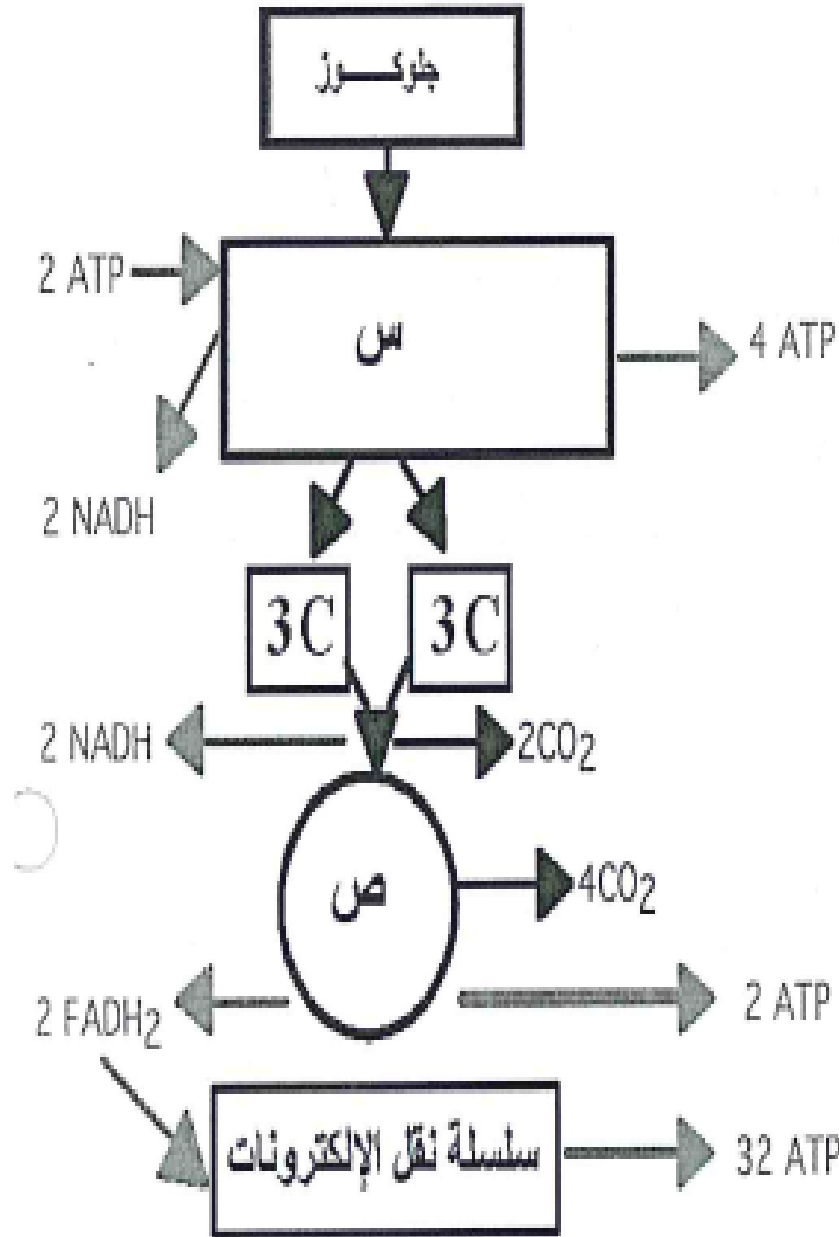 جلوكوز
2 ATP
س
4 ATP
2 NADH
3C 3C
2 NADH
2CO2
ص
4CO2
2 FADH2
2 ATP
سلسلة نقل الإلكترونات
32 ATP